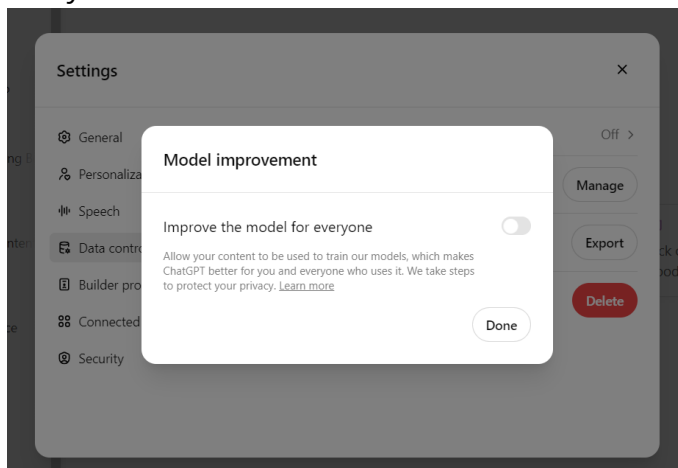 Settings
General
Off
Model improvement
Personaliza
Manage
Speech
Improve the model for everyone
Data contro
Export
Allow your content to be used to train our models, which makes
ChatGPT better for you and everyone who uses it. We take steps
to protect your privacy. Learn more
Builder pro
Delete
Connected
Done
Security